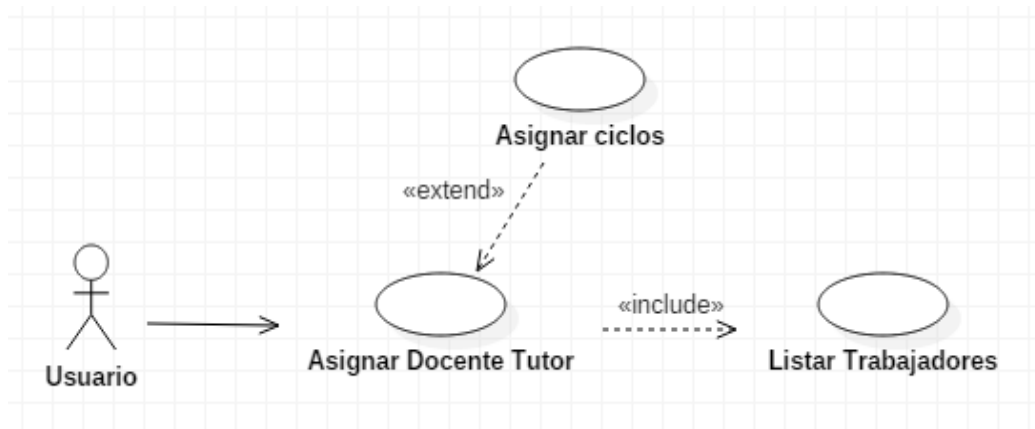 Asignar ciclos
«extend»
«include»
Asignar Docente Tutor
Listar Trabajadores
Usuario